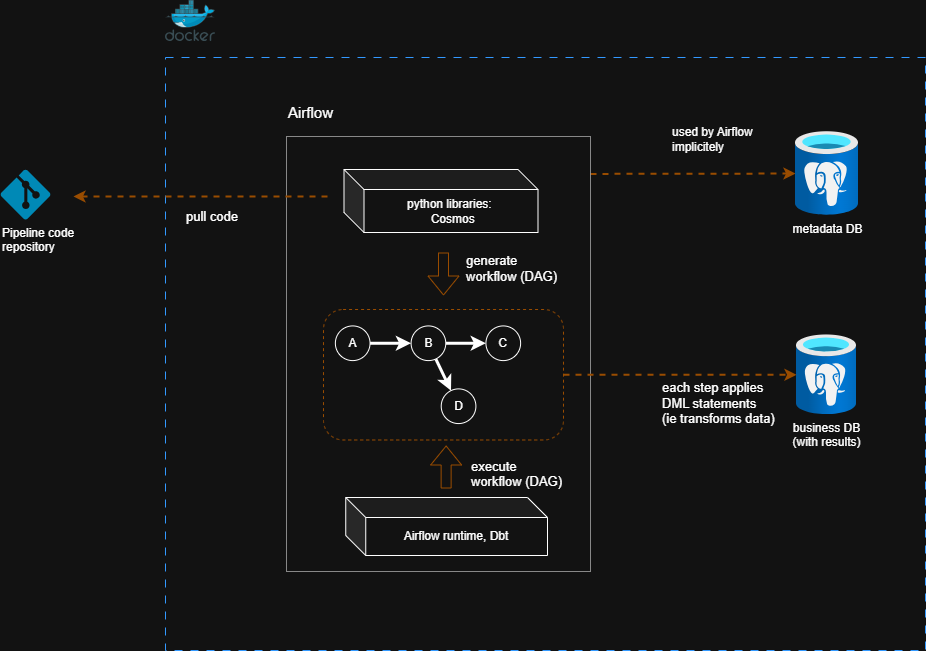 docker
Airflow
used by Airflow
implicitely
python libraries:
Cosmos
pull code
Pipeline code
repository
metadata DB
generate
workflow (DAG)
A
B
C
D
each step applies
DML statements
(ie transforms data)
business DB
(with results)
execute
workflow (DAG)
Airflow runtime, Dbt